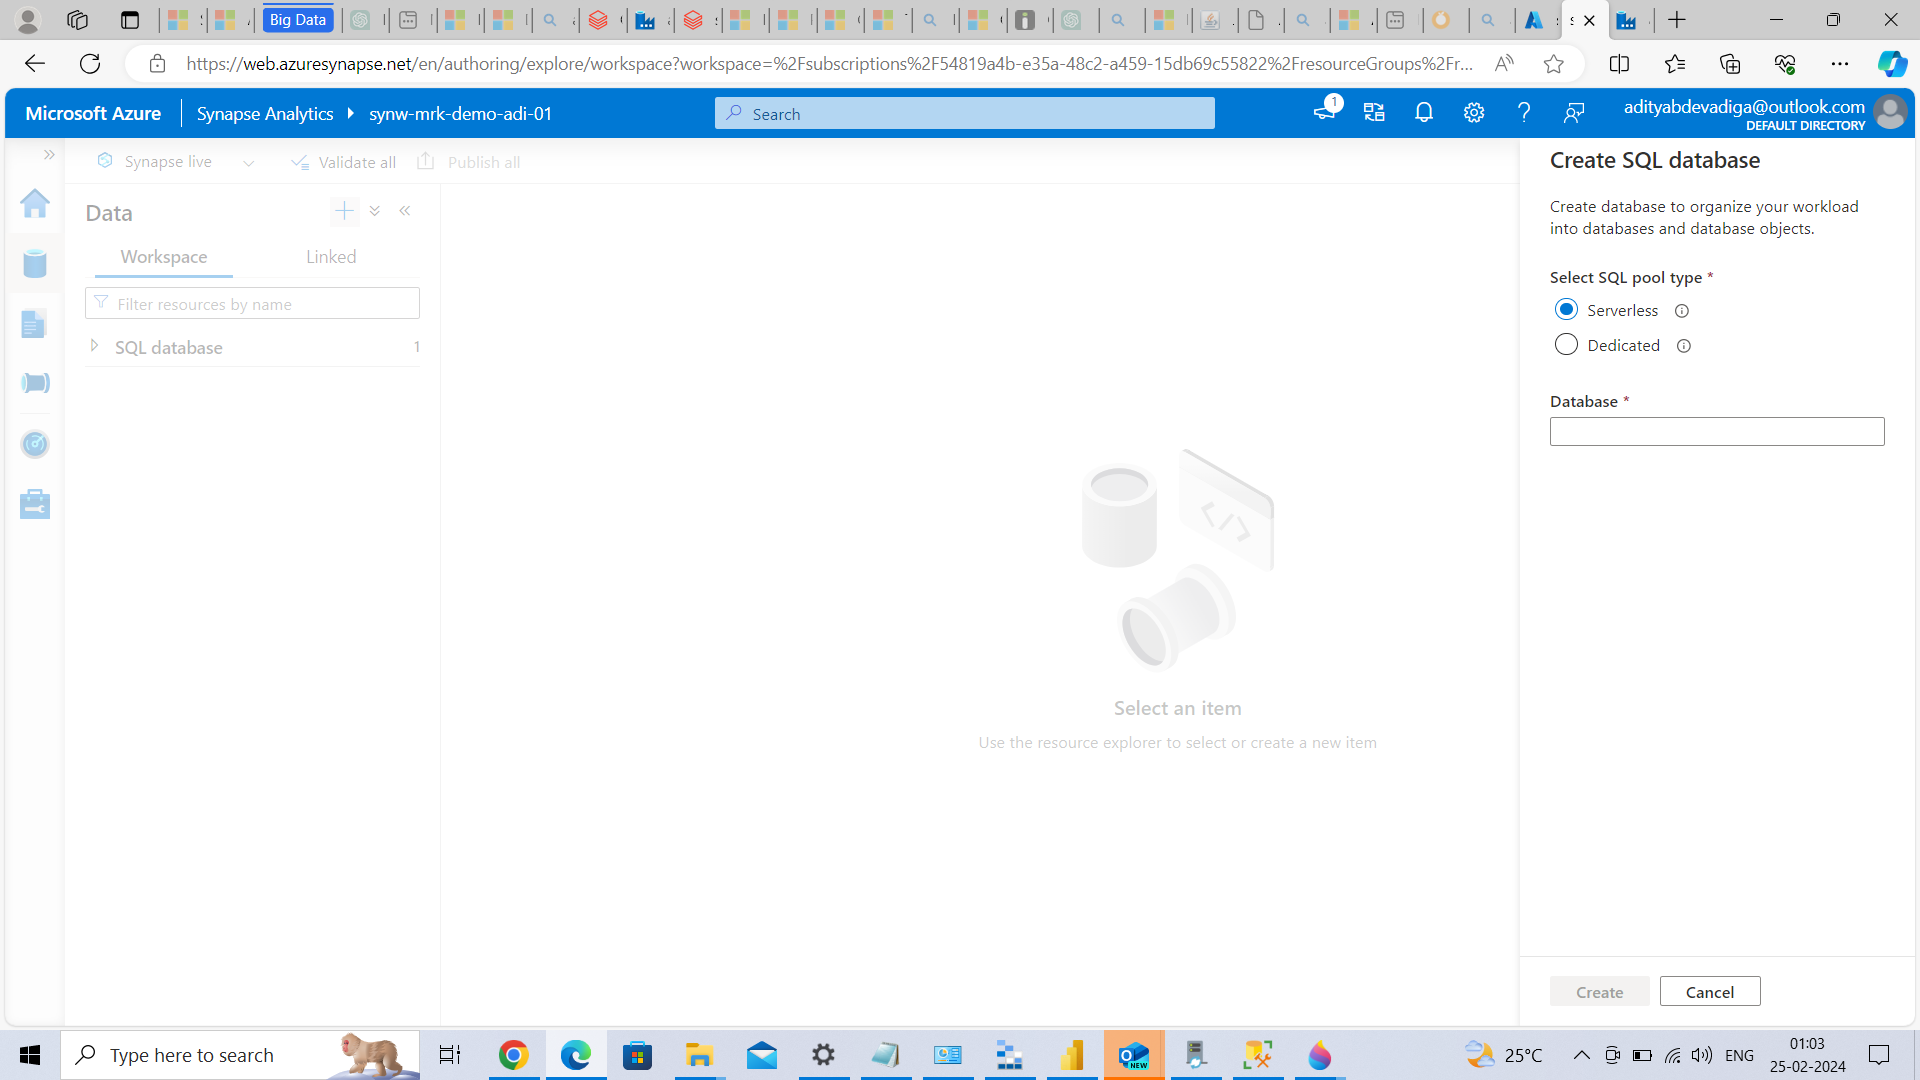 Big Data
https://web.azuresynapse.net/en/authoring/explore/workspace?workspace=%2Fsubscriptions%2F54819a4b-e35a-48c2-a459-15db69c55822%2FresourceGroups%2Fr...
Microsoft Azure
Synapse Analytics
synw-mrk-demo-adi-01
Search
1
adityabdevadiga@outlook.com
DEFAULT DIRECTORY
Synapse live
Validate all
Publish all
Data
Workspace
Linked
Filter resources by name
SQL database
1
Select an item
Use the resource explorer to select or create a new item
Create SQL database
Create database to organize your workload
into databases and database objects.
Select SQL pool type *
Serverless
Dedicated
Database *
Create
Cancel
Type here to search
NEW
25°C
ENG
01:03
25-02-2024